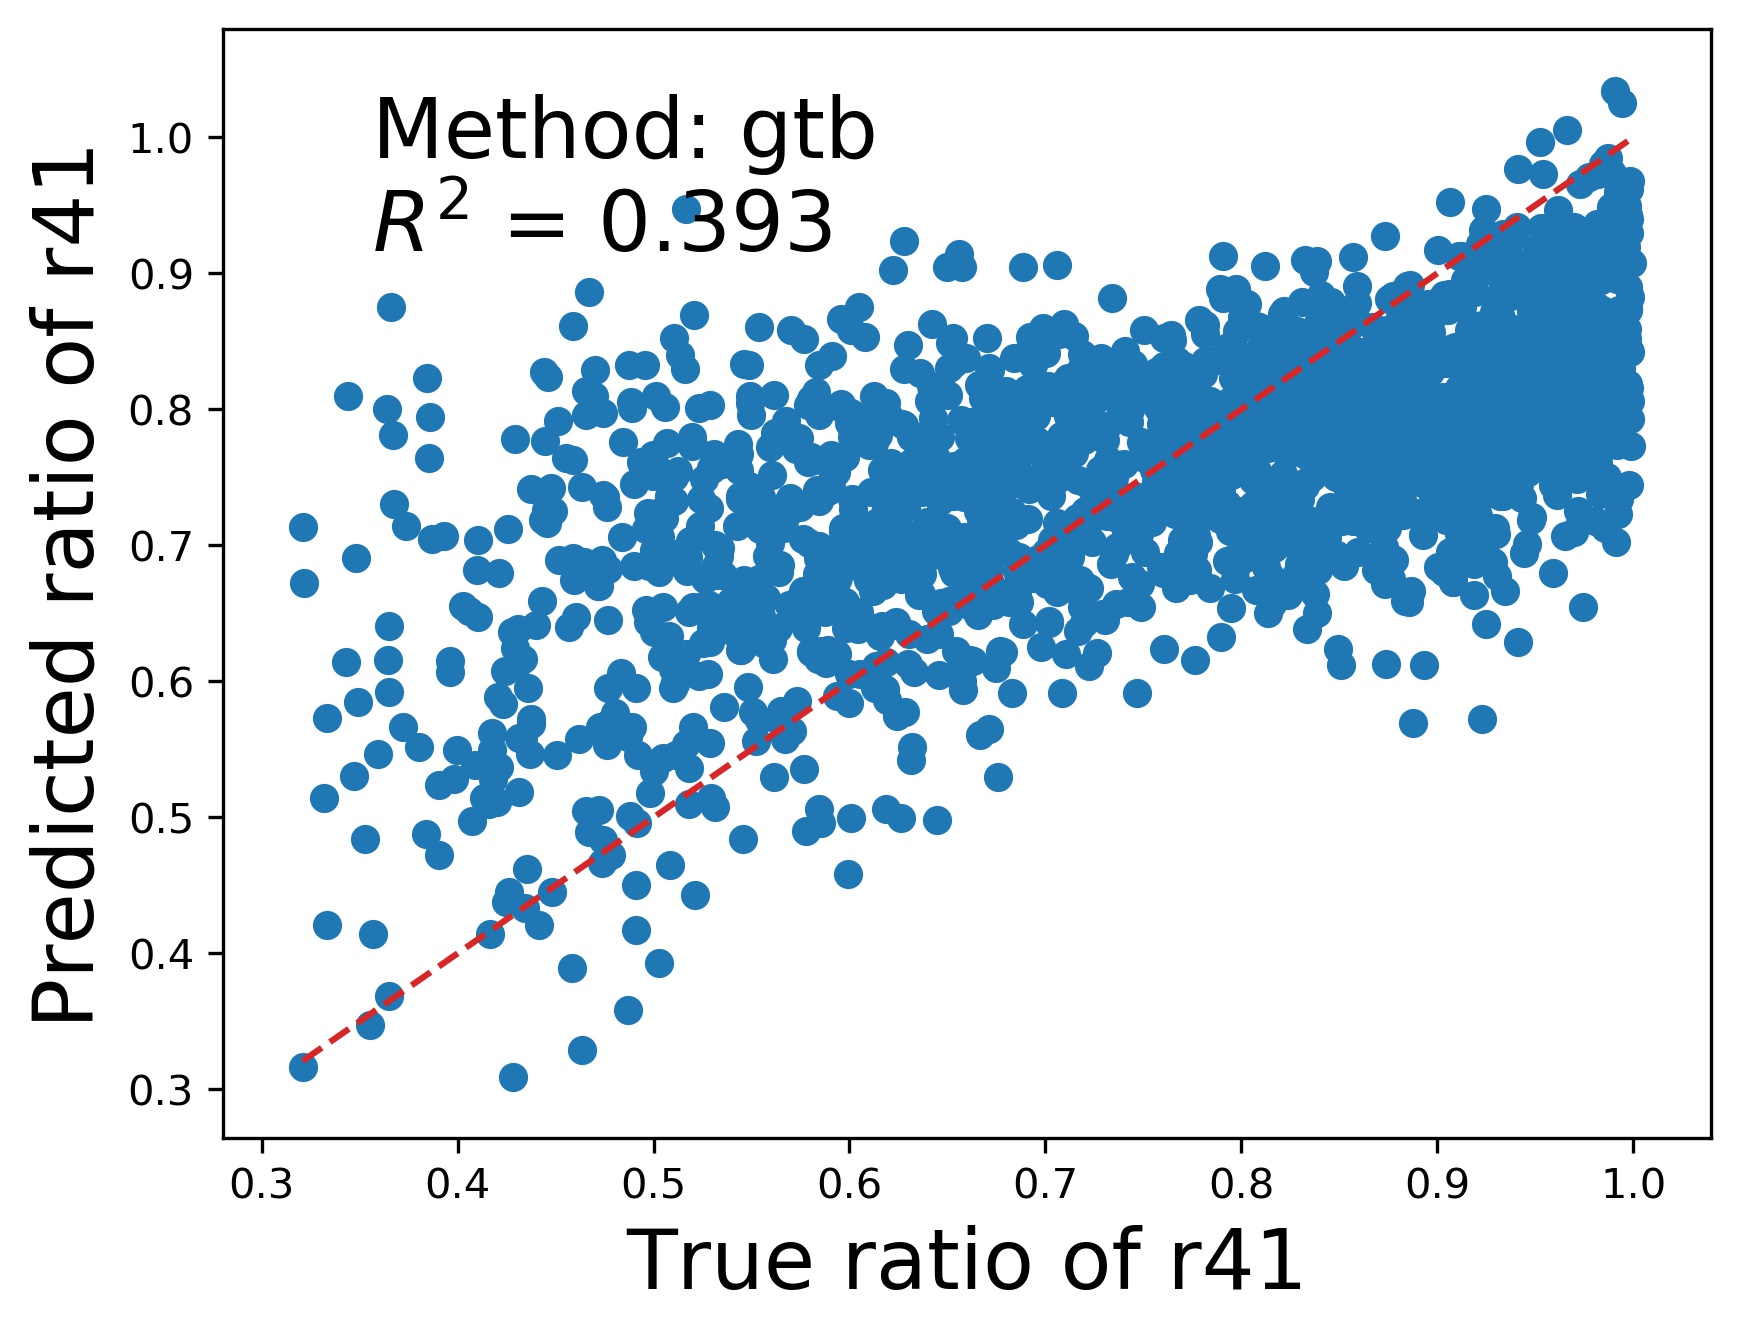 Method: gtb
R² = 0.393
1.0
0.9
0.8
0.7
0.6
0.5
0.4
0.3
Predicted ratio of r41
0.3 0.4 0.5 0.6 0.7 0.8 0.9 1.0
True ratio of r41